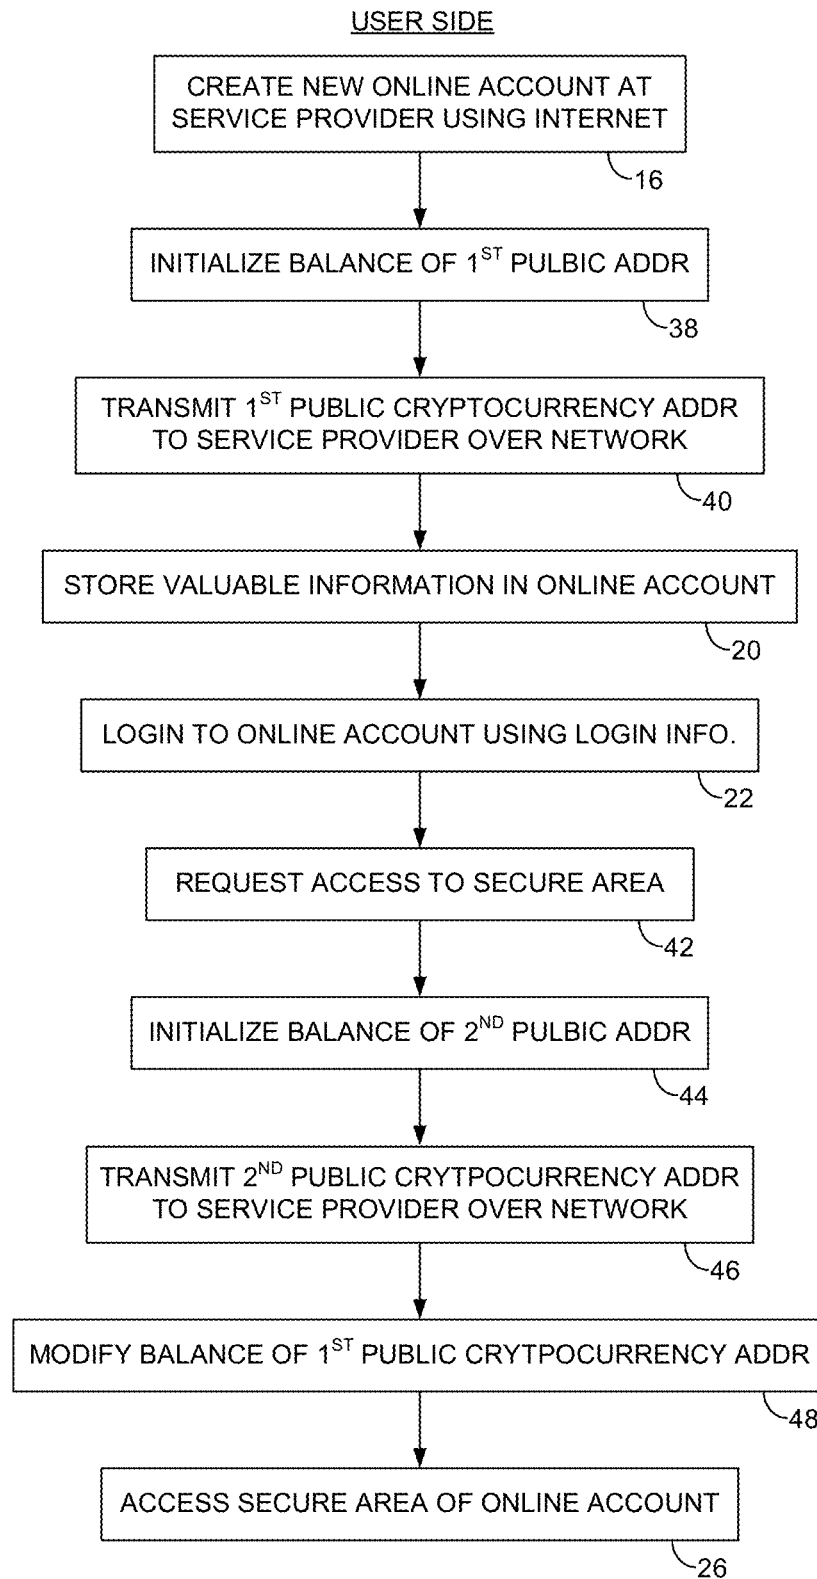 USER SIDE
CREATE NEW ONLINE ACCOUNT AT
SERVICE PROVIDER USING INTERNET
16
INITIALIZE BALANCE OF 1ST PULBIC ADDR
38
TRANSMIT 1ST PUBLIC CRYPTOCURRENCY ADDR
TO SERVICE PROVIDER OVER NETWORK
40
STORE VALUABLE INFORMATION IN ONLINE ACCOUNT
20
LOGIN TO ONLINE ACCOUNT USING LOGIN INFO.
22
REQUEST ACCESS TO SECURE AREA
42
INITIALIZE BALANCE OF 2ND PULBIC ADDR
44
TRANSMIT 2ND PUBLIC CRYTPOCURRENCY ADDR
TO SERVICE PROVIDER OVER NETWORK
46
MODIFY BALANCE OF 1ST PUBLIC CRYTPOCURRENCY ADDR
48
ACCESS SECURE AREA OF ONLINE ACCOUNT
26